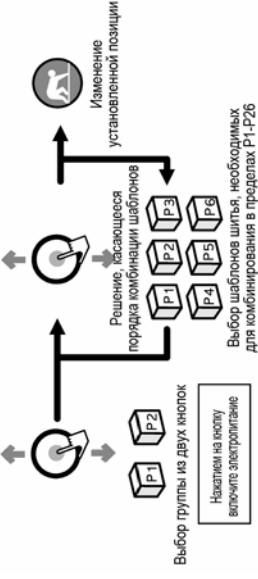 P1
P2
Выбор группы из двух кнопок
Нажатием на кнопку
включите электропитание
Решение, касающееся
порядка комбинации шаблонов
P1
P2
P3
P4
P5
P6
Выбор шаблонов шитья, необходимых
для комбинирования в пределах P1-P26
Изменение
установленной позиции